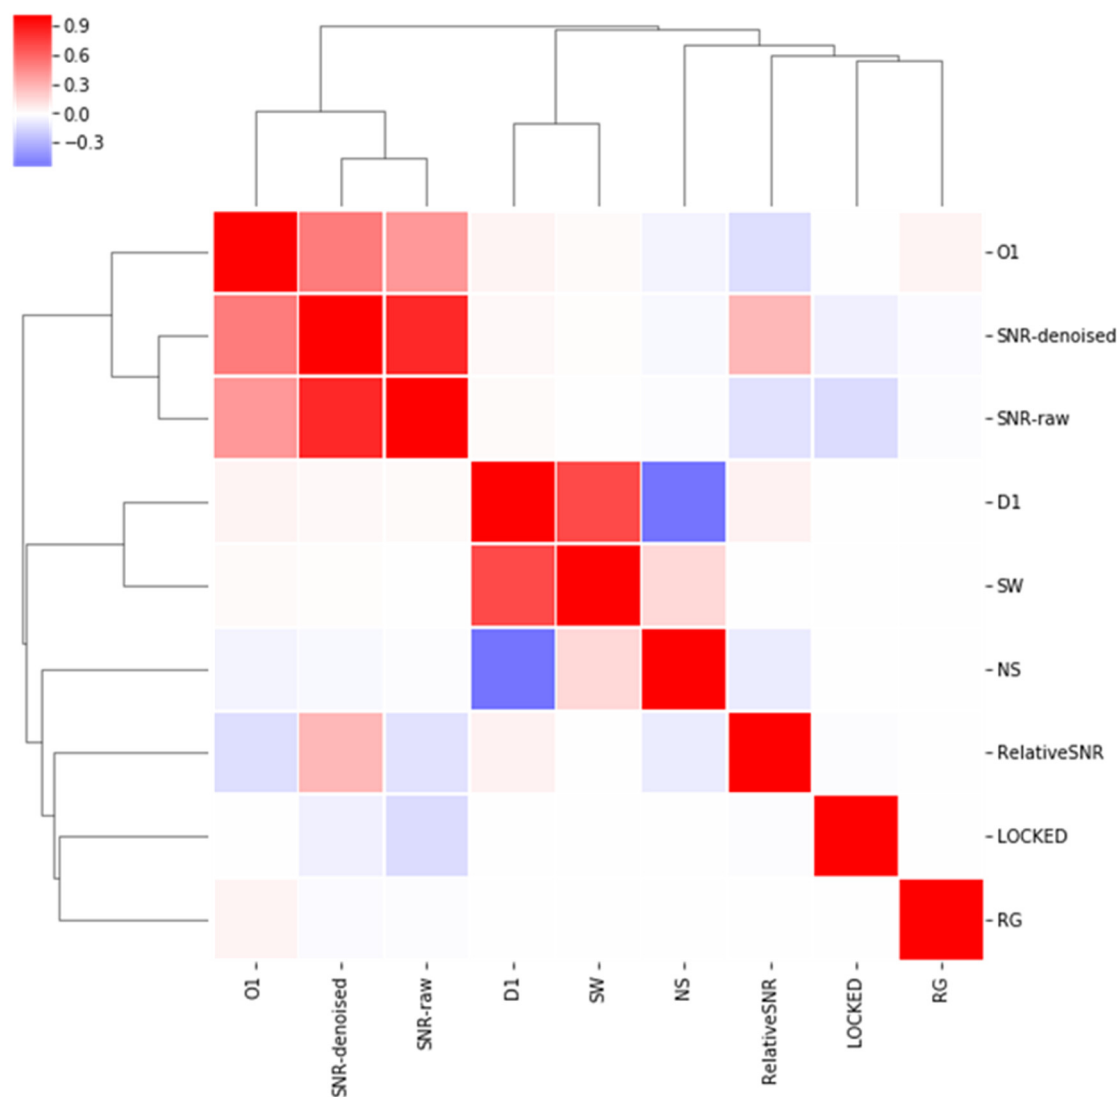 0.9
0.6
0.3
0.0
−0.3
O1
SNR-denoised
SNR-raw
D1
SW
NS
RelativeSNR
LOCKED
RG
O1
SNR-denoised
SNR-raw
D1
SW
NS
RelativeSNR
LOCKED
RG